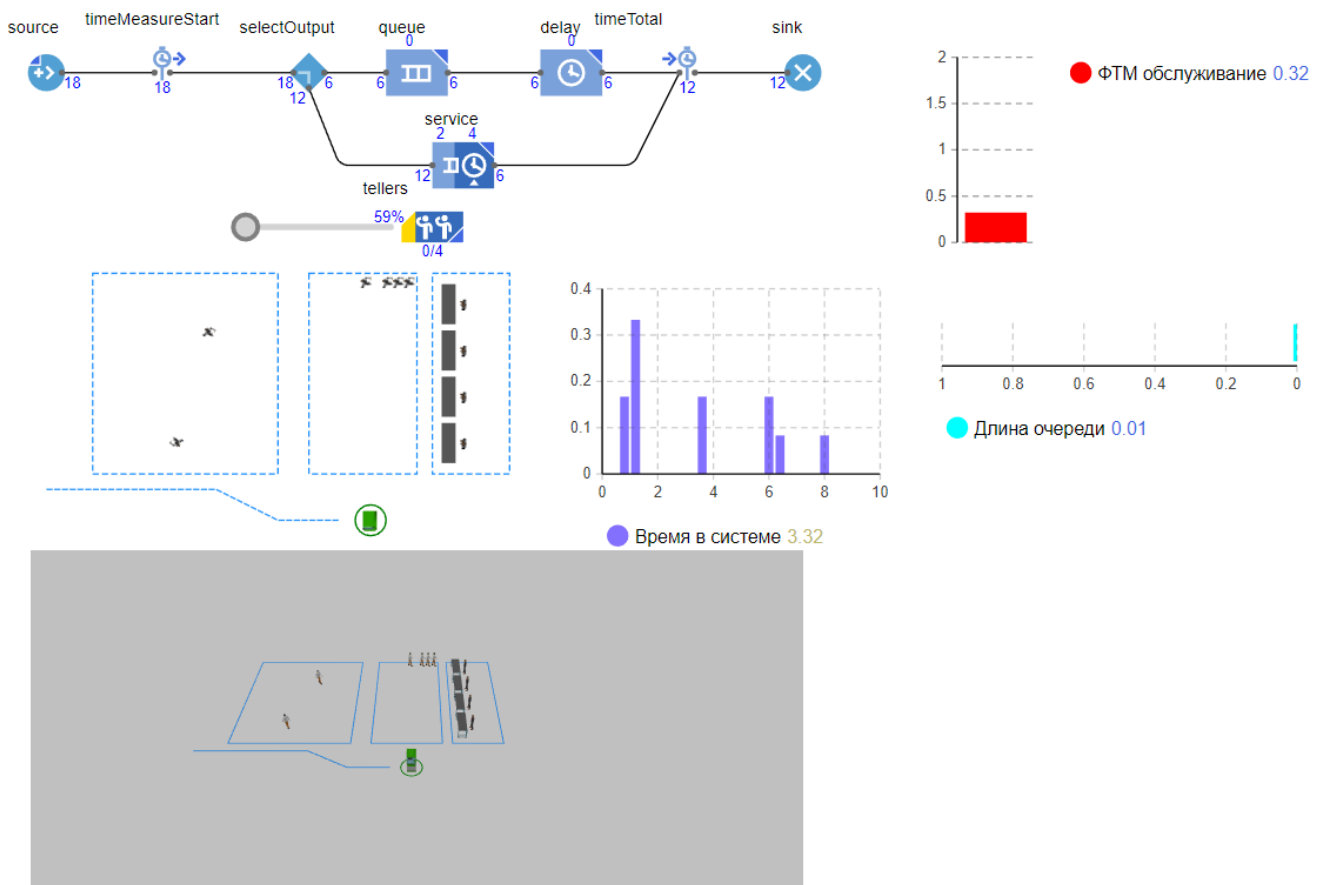 source timeMeasureStart selectOutput queue delay timeTotal sink
0 0
18 18 18 6 6 6 6 6 12 12
12
service
2 4
12 6
tellers
59%
0/4
2
1.5
1
0.5
0
ФТМ обслуживание 0.32
0.4
0.3
0.2
0.1
0
0 2 4 6 8 10
Время в системе 3.32
1 0.8 0.6 0.4 0.2 0
Длина очереди 0.01